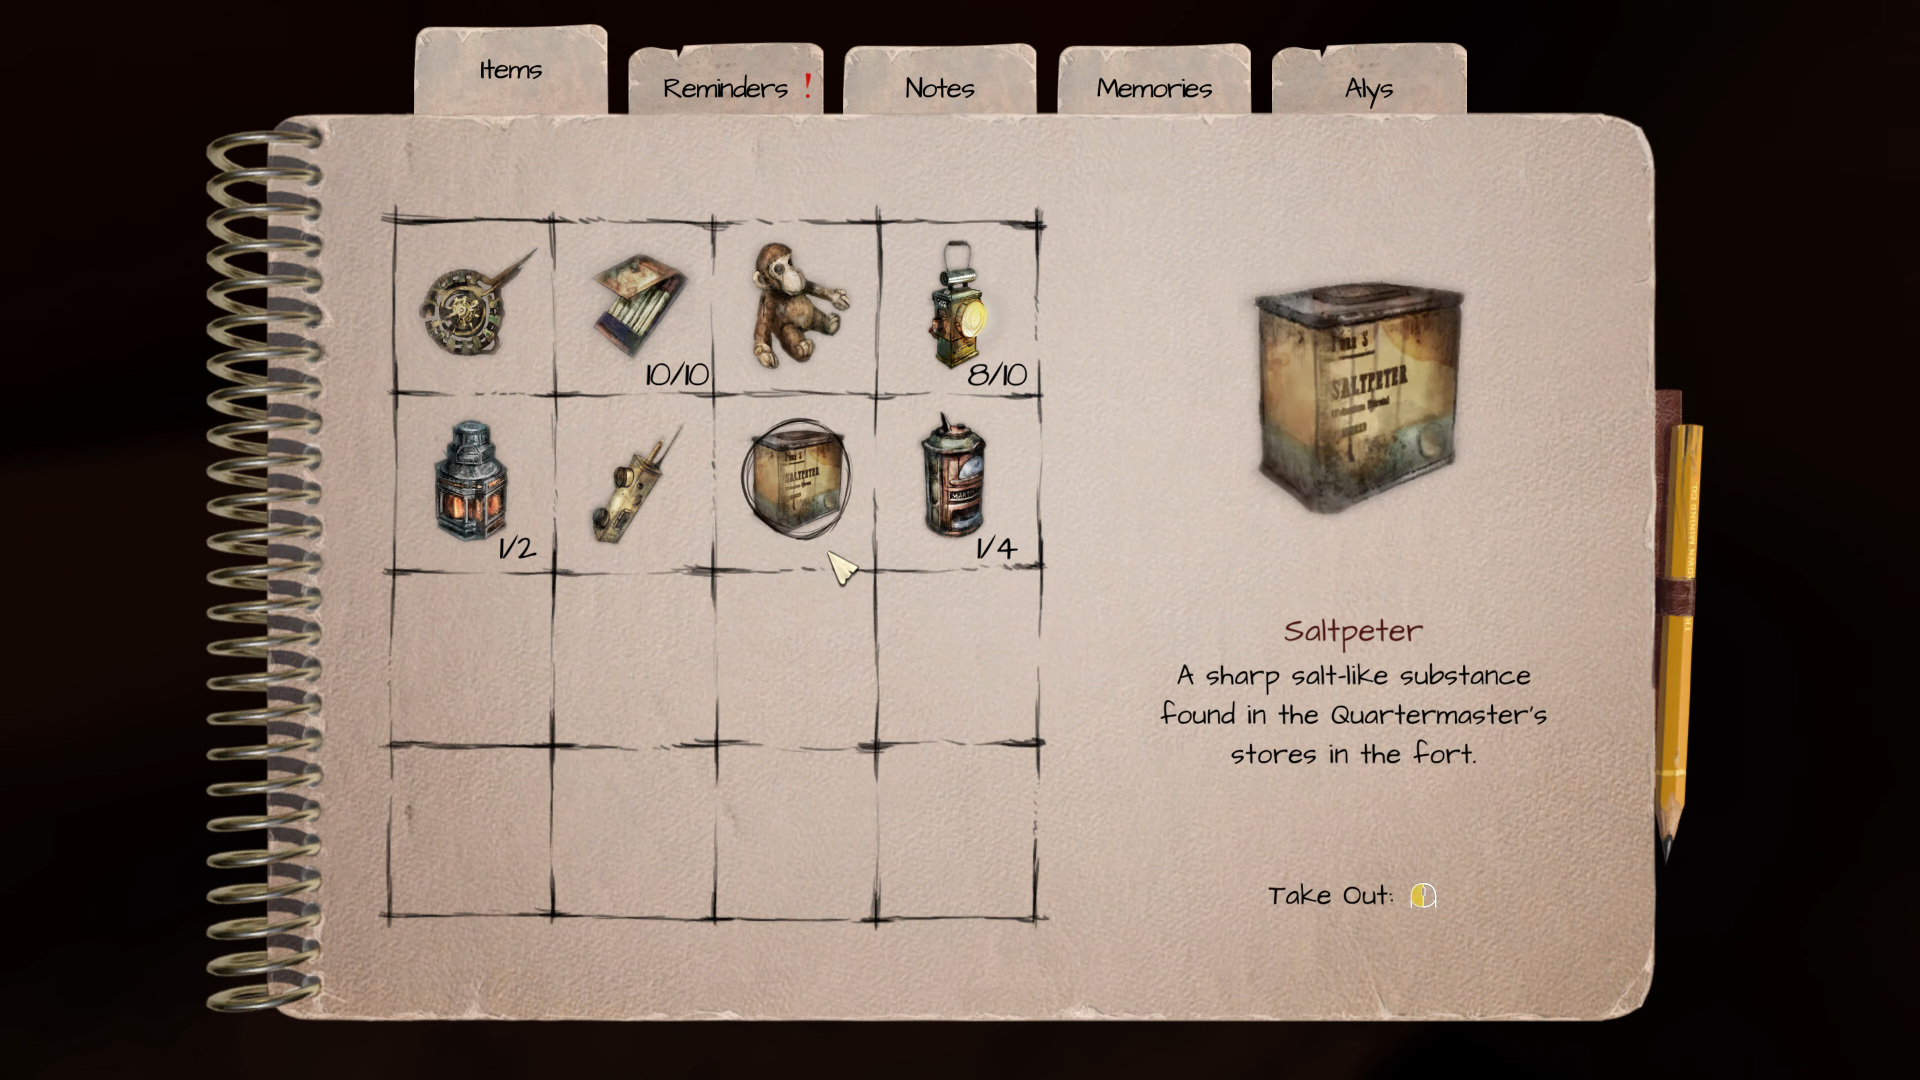 Items
Reminders !
Notes
Memories
Alys
10/10
8/10
1/2
SALTPETER
1/4
SALTPETER
Saltpeter
A sharp salt-like substance
found in the Quartermaster's
stores in the fort.
Take Out: